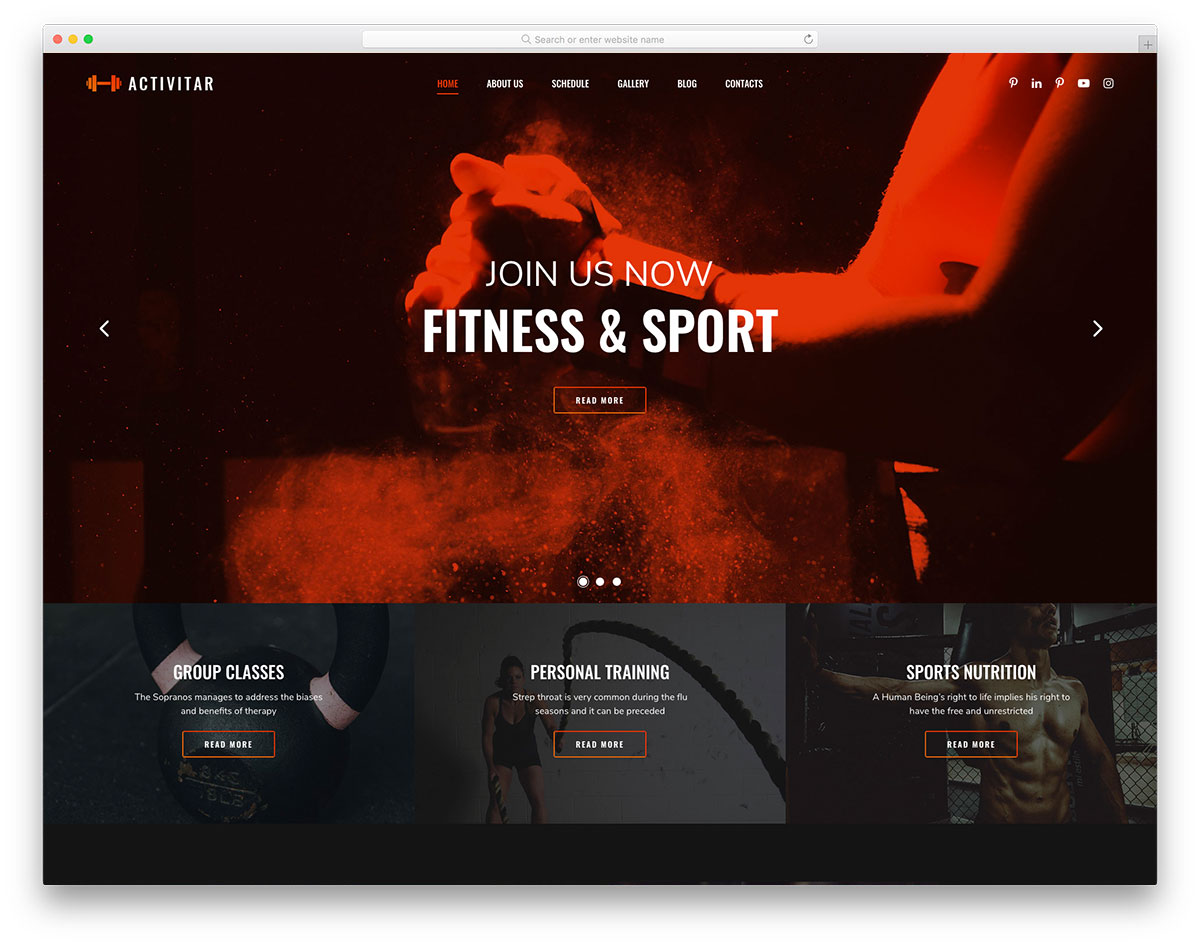 Search or enter website name
ACTIVITAR
HOME ABOUT US SCHEDULE GALLERY BLOG CONTACTS
JOIN US NOW
FITNESS & SPORT
READ MORE
GROUP CLASSES
The Sopranos manages to address the biases
and benefits of therapy
READ MORE
PERSONAL TRAINING
Strep throat is very common during the flu
seasons and it can be preceded
READ MORE
SPORTS NUTRITION
A Human Being's right to life implies his right to
have the free and unrestricted
READ MORE